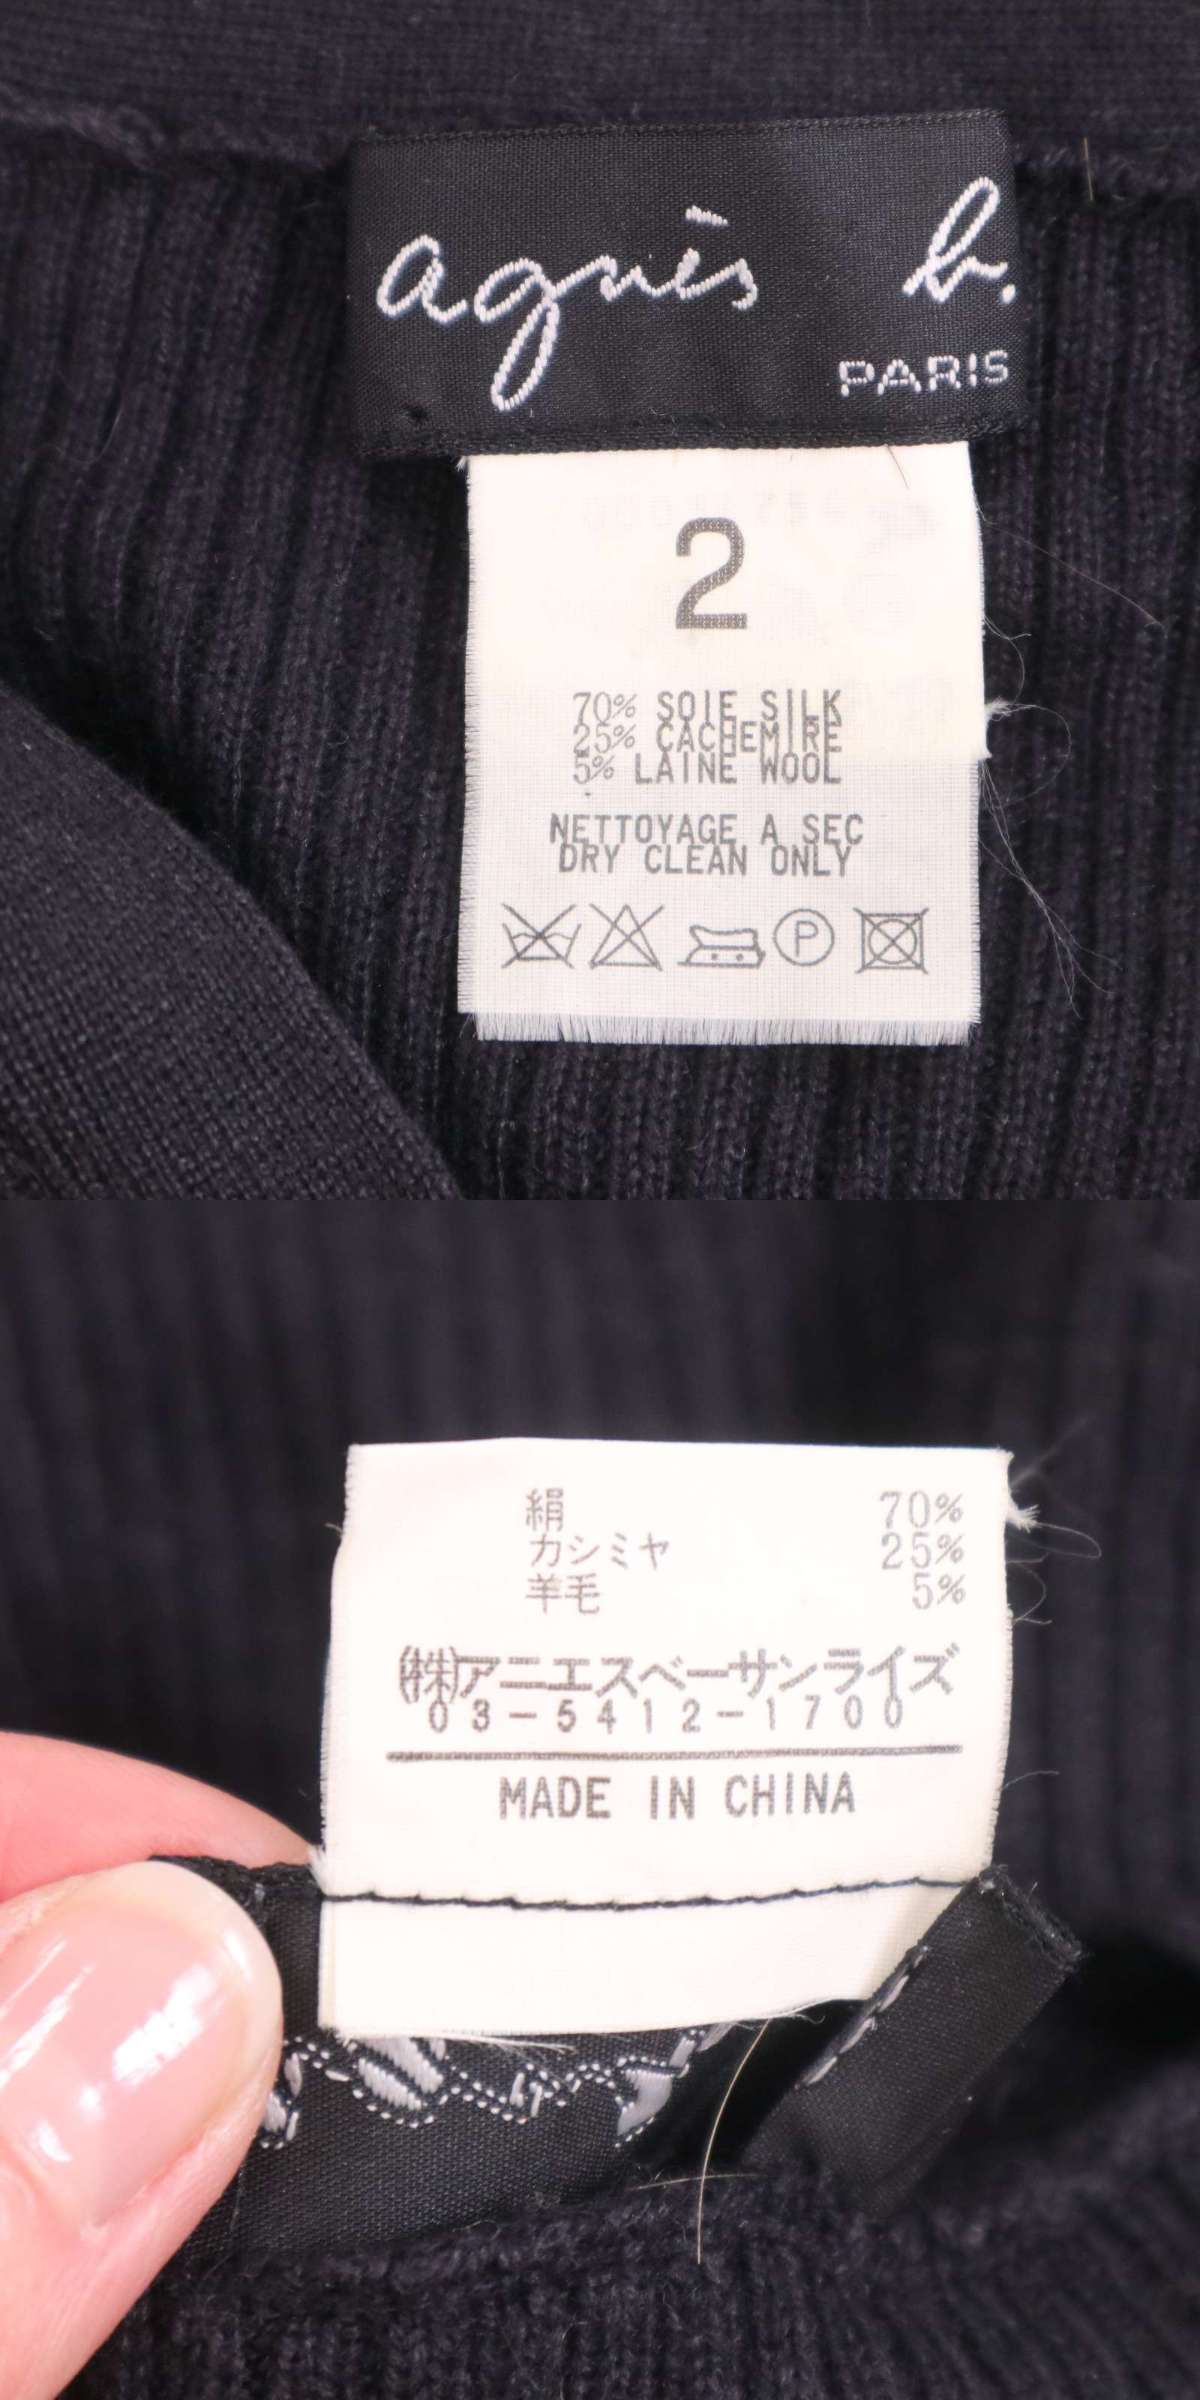 agnès b.
PARIS
2
70% SOIE SILK
25% CACHEMIRE
5% LAINE WOOL
NETTOYAGE A SEC
DRY CLEAN ONLY
P
絹 70%
カシミヤ 25%
羊毛 5%
(株)アニエスベーサンライズ
03-5412-1700
MADE IN CHINA